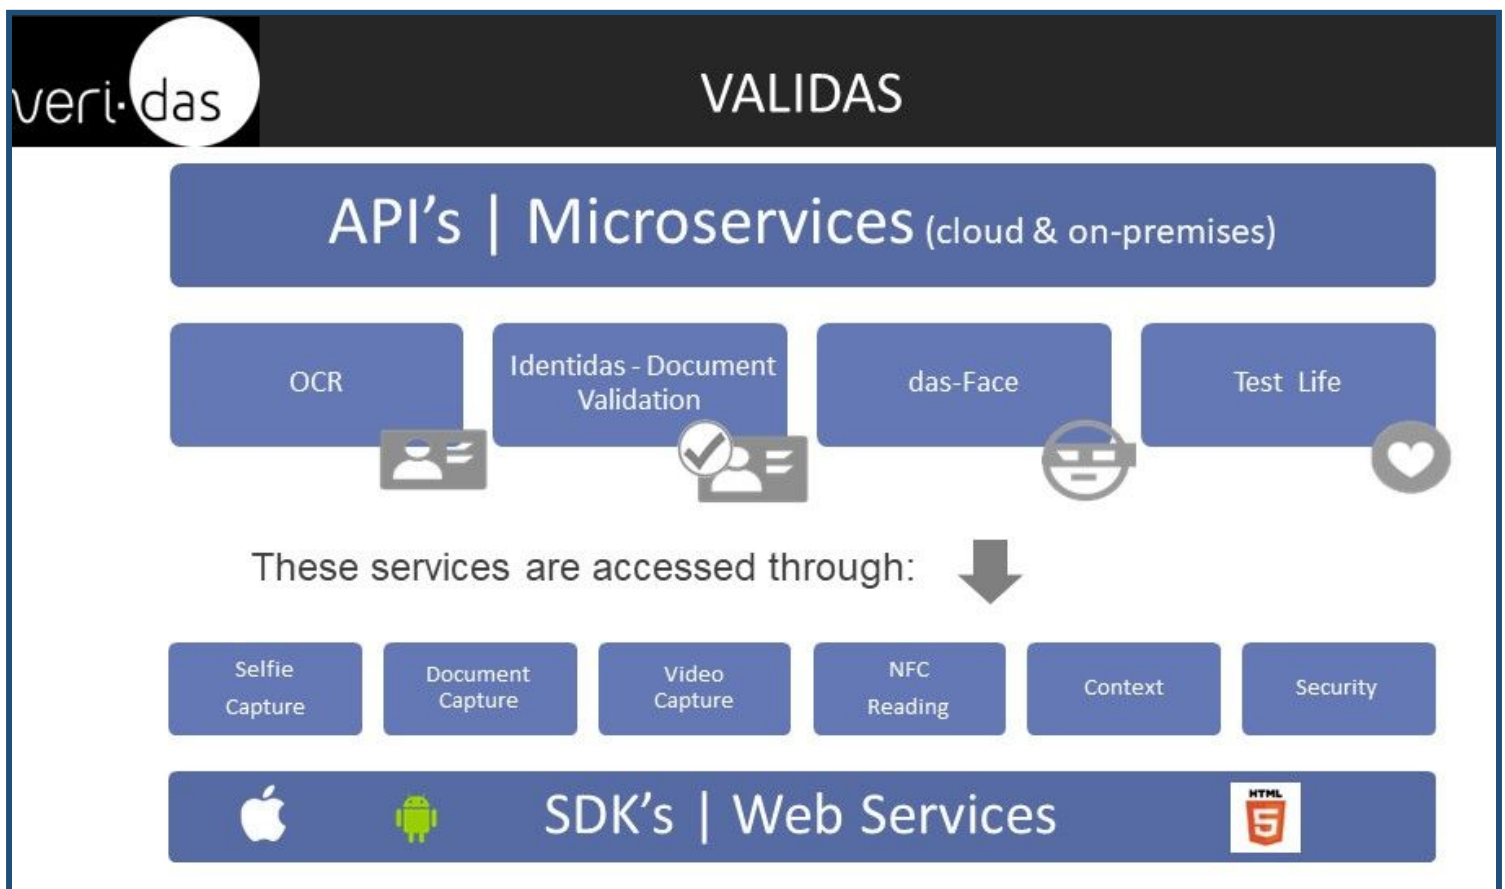 veri·das
VALIDAS
API’s | Microservices (cloud & on-premises)
OCR
Identidas - Document
Validation
das-Face
Test Life
These services are accessed through:
Selfie
Capture
Document
Capture
Video
Capture
NFC
Reading
Context
Security
SDK’s | Web Services
HTML
5